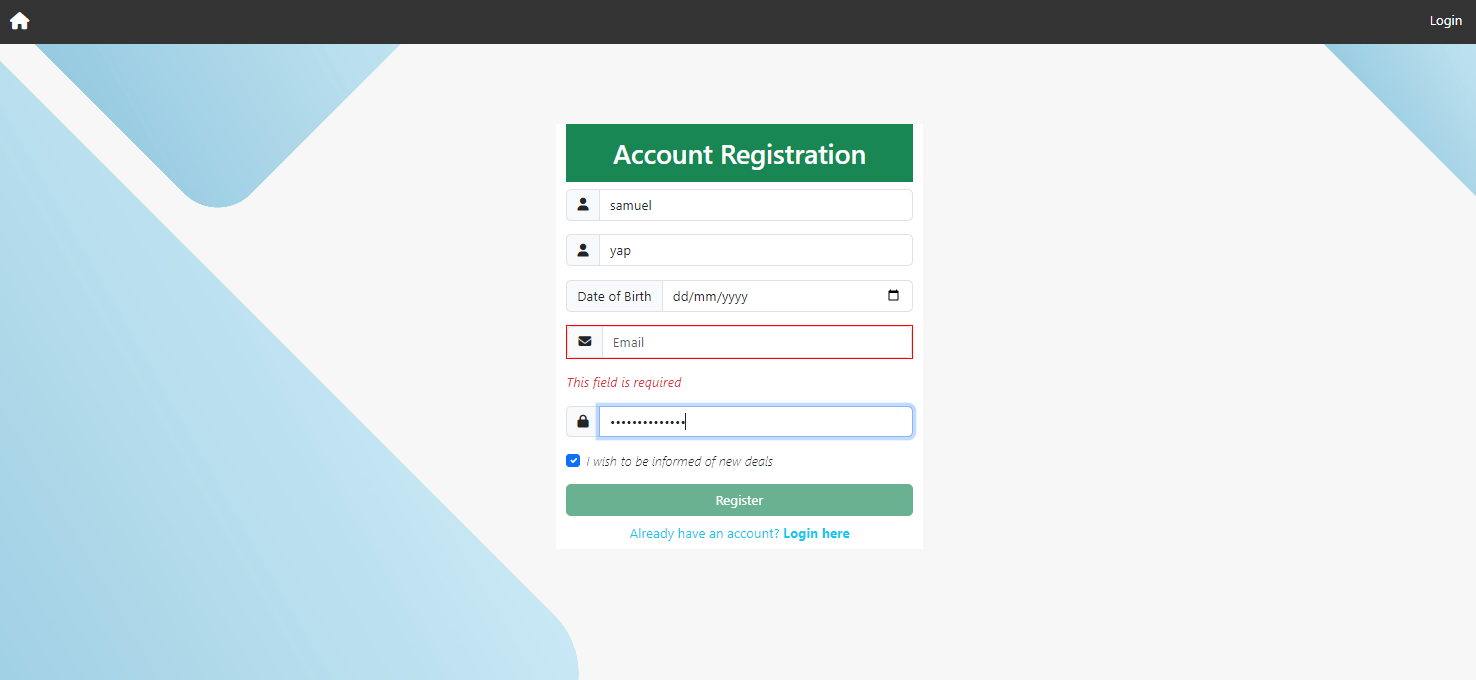 Login
Account Registration
samuel
yap
Date of Birth dd/mm/yyyy
Email
This field is required
I wish to be informed of new deals
Register
Already have an account? Login here